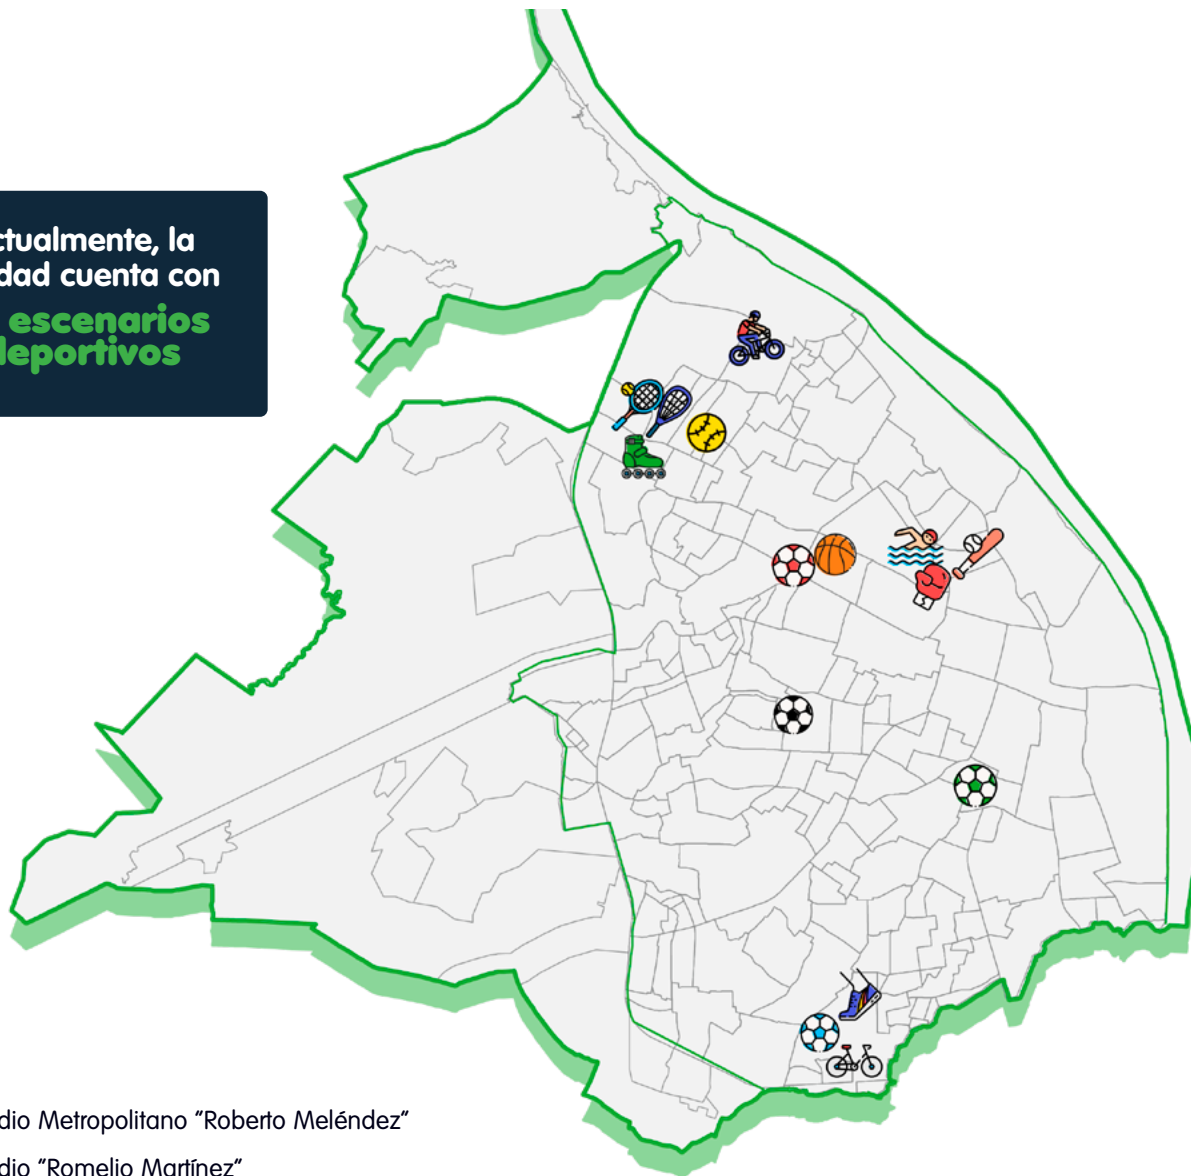 ctualmente, la
dad cuenta con
escenarios
deportivos
dio Metropolitano "Roberto Meléndez"
dio "Romelio Martínez"